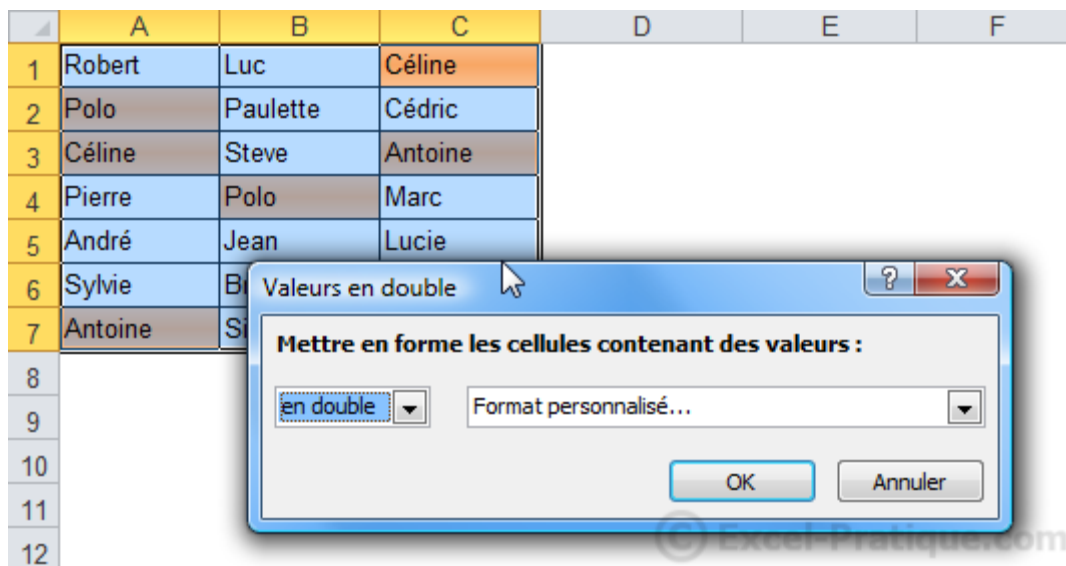 A B C D E F
1 Robert Luc Céline
2 Polo Paulette Cédric
3 Céline Steve Antoine
4 Pierre Polo Marc
5 André Jean Lucie
6 Sylvie
7 Antoine
8
9
10
11
12
Valeurs en double
Mettre en forme les cellules contenant des valeurs :
en double Format personnalisé...
OK Annuler
© Excel-Pratique.com